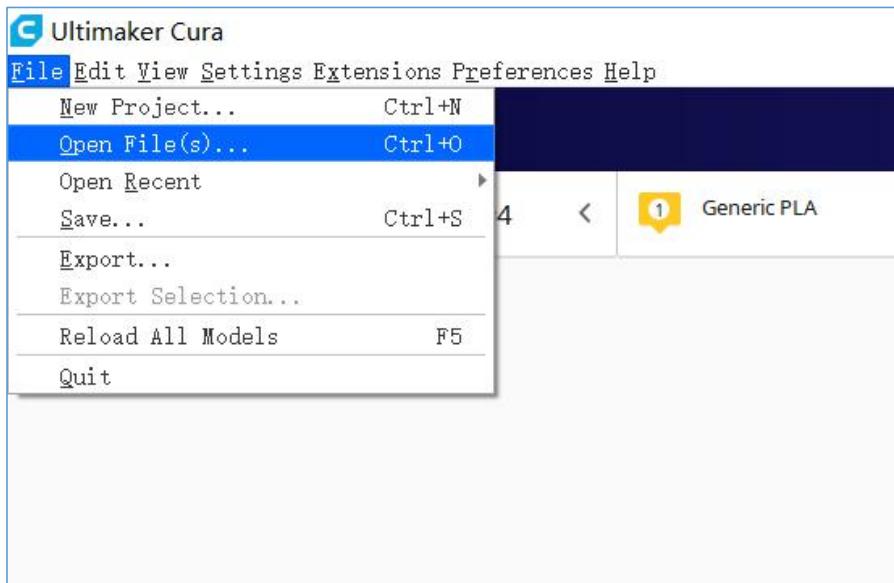 Ultimaker Cura
File Edit View Settings Extensions Preferences Help
New Project... Ctrl+N
Open File(s)... Ctrl+O
Open Recent
Save... Ctrl+S
4
1 Generic PLA
Export...
Export Selection...
Reload All Models F5
Quit